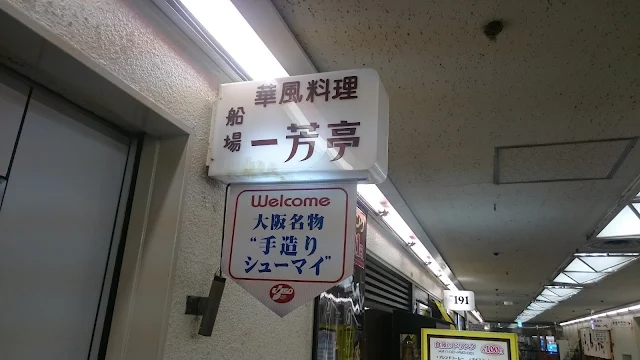 華風料理
船場
一芳亭
Welcome
大阪名物
“手造り
シューマイ”
191